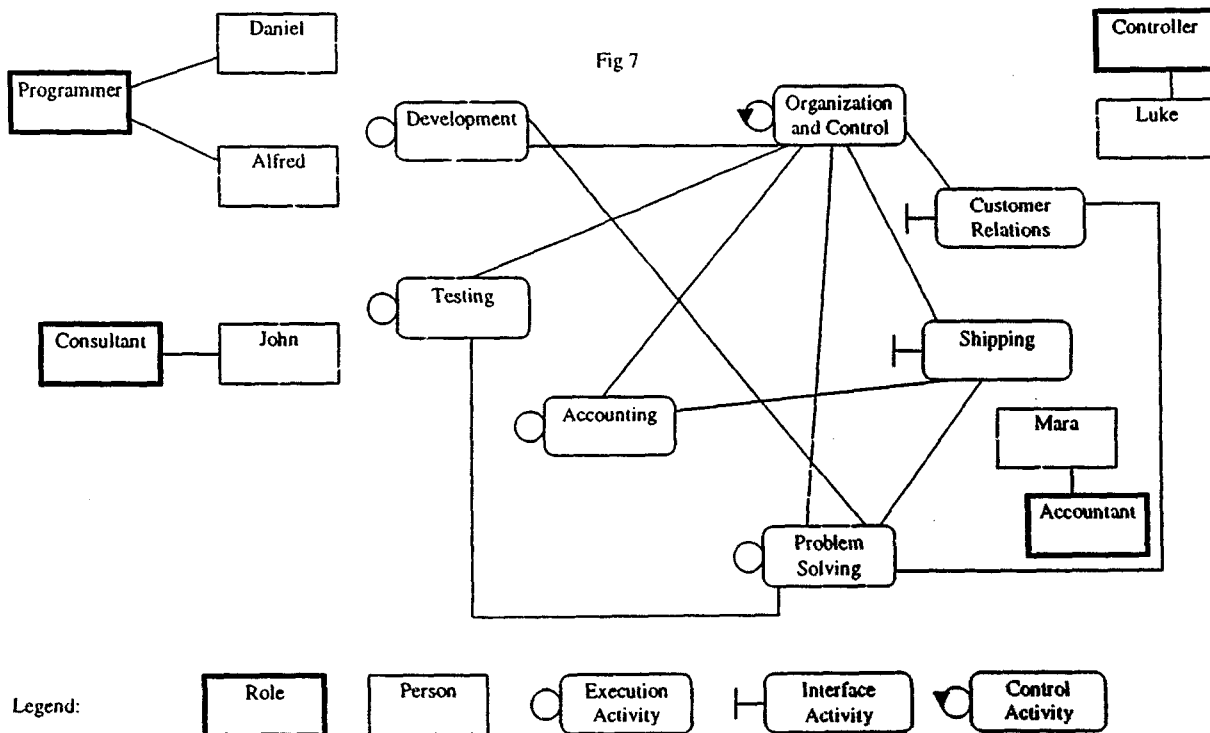 Daniel
Controller
Fig 7
Programmer
Organization
and Control
Development
Luke
Alfred
Customer
Relations
Testing
Consultant
John
Shipping
Accounting
Mara
Accountant
Problem
Solving
Legend:
Role
Person
Execution
Activity
Interface
Activity
Control
Activity